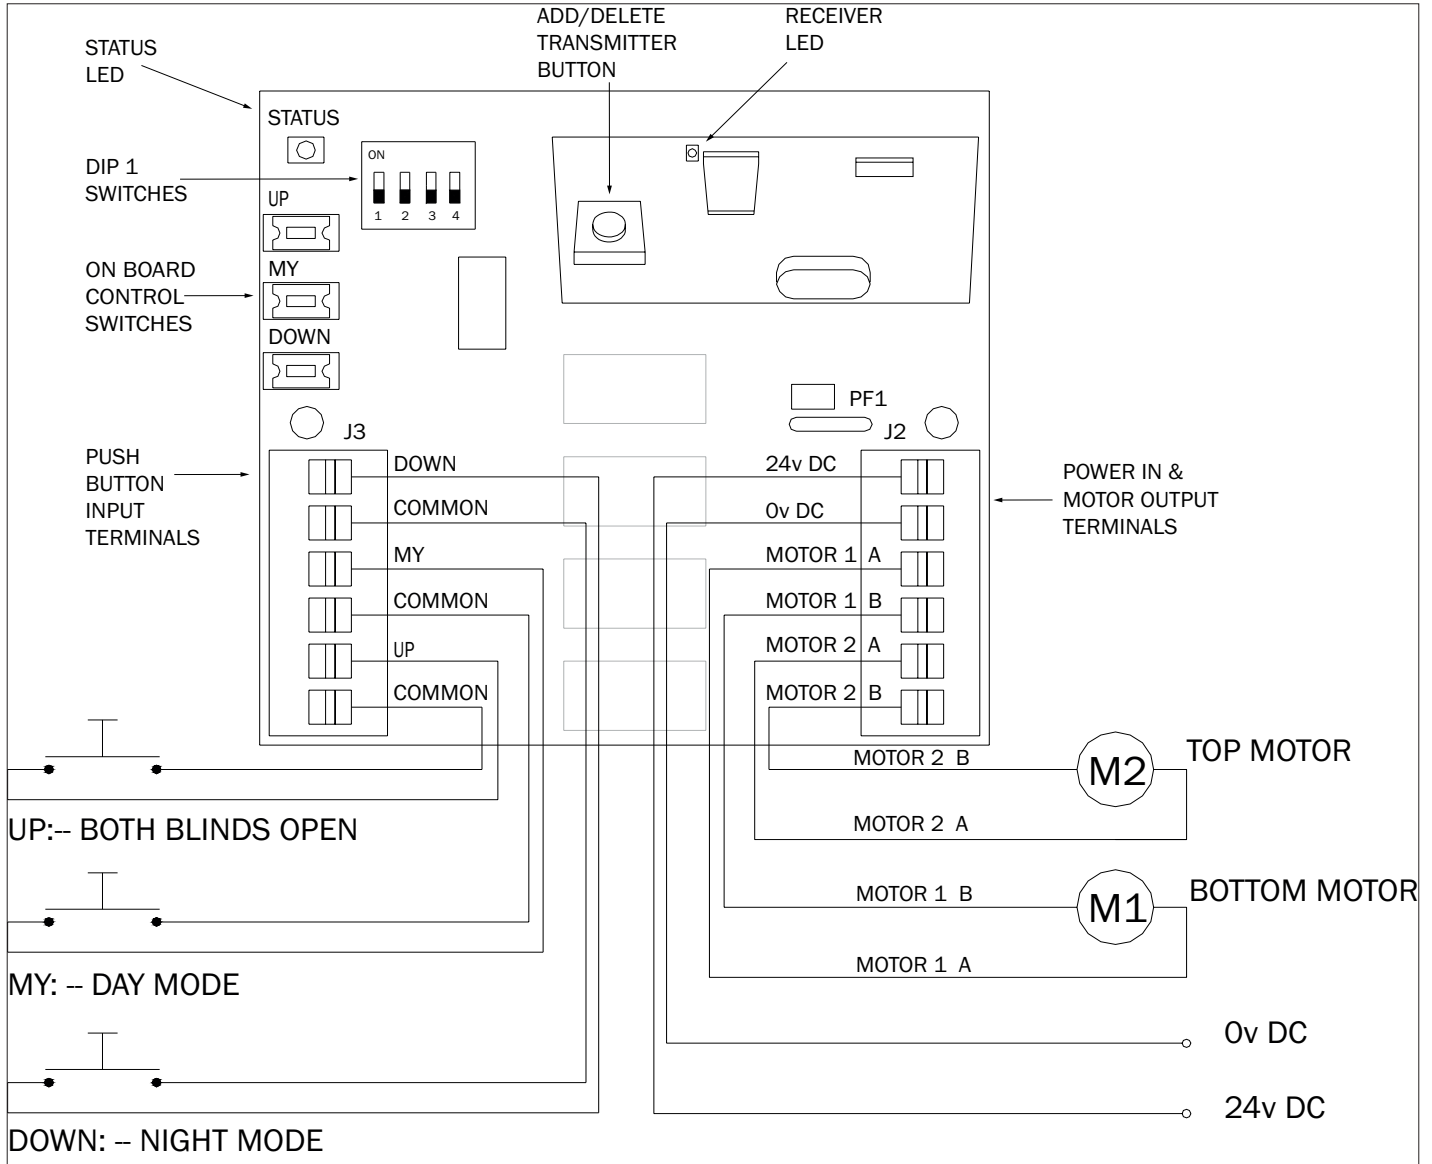 STATUS
LED
ADD/DELETE
TRANSMITTER
BUTTON
RECEIVER
LED
STATUS
DIP 1
SWITCHES
ON
1 2 3 4
UP
ON BOARD
CONTROL
SWITCHES
MY
DOWN
PF1
J3
J2
PUSH
BUTTON
INPUT
TERMINALS
DOWN
COMMON
MY
COMMON
UP
COMMON
24v DC
0v DC
MOTOR 1 A
MOTOR 1 B
MOTOR 2 A
MOTOR 2 B
POWER IN &
MOTOR OUTPUT
TERMINALS
MOTOR 2 B
M2
TOP MOTOR
MOTOR 2 A
UP:-- BOTH BLINDS OPEN
MOTOR 1 B
M1
BOTTOM MOTOR
MOTOR 1 A
MY: -- DAY MODE
0v DC
24v DC
DOWN: -- NIGHT MODE